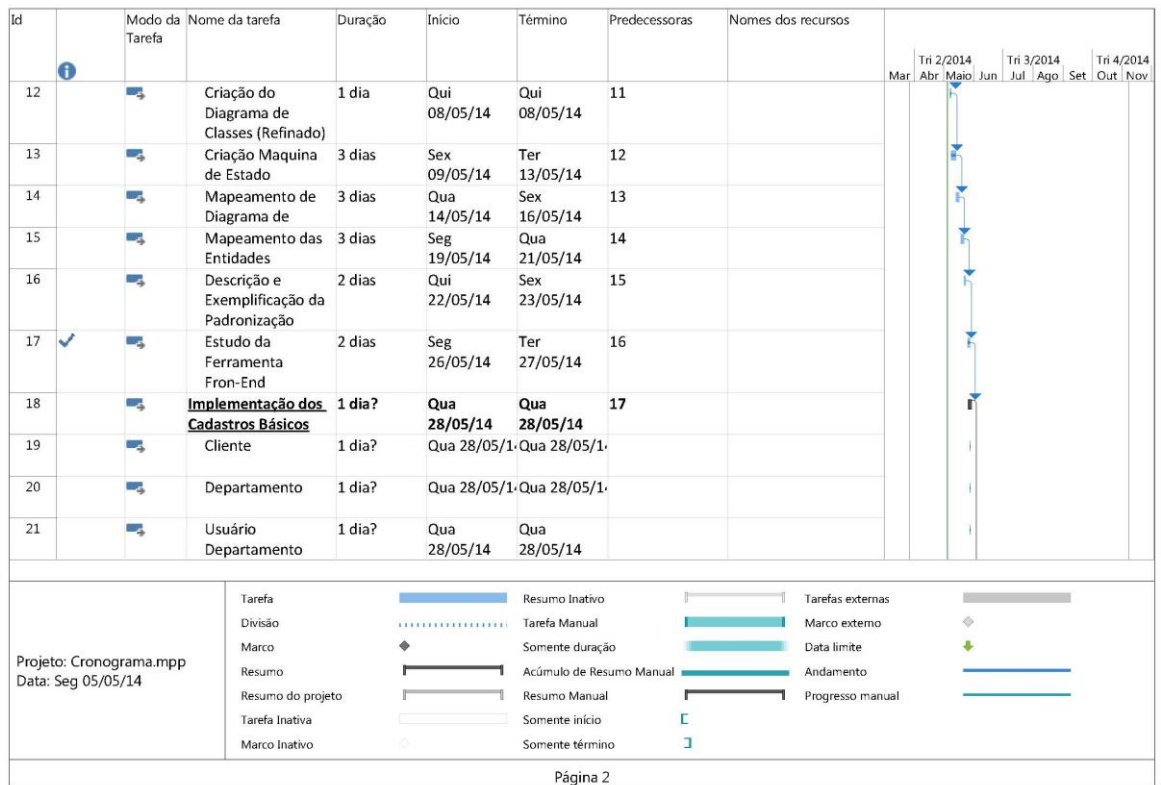 Id
Modo da Tarefa
Nome da tarefa
Duração
Início
Término
Predecessoras
Nomes dos recursos
Tri 2/2014 Tri 3/2014 Tri 4/2014
Mar Abr Maio Jun Jul Ago Set Out Nov
12 Criação do 1 dia Qui Qui 11
Diagrama de 08/05/14 08/05/14
Classes (Refinado)
13 Criação Maquina 3 dias Sex Ter 12
de Estado 09/05/14 13/05/14
14 Mapeamento de 3 dias Qua Sex 13
Diagrama de 14/05/14 16/05/14
15 Mapeamento das 3 dias Seg Qua 14
Entidades 19/05/14 21/05/14
16 Descrição e 2 dias Qui Sex 15
Exemplificação da 22/05/14 23/05/14
Padronização
17 Estudo da 2 dias Seg Ter 16
Ferramenta 26/05/14 27/05/14
Fron-End
18 Implementação dos 1 dia? Qua Qua 17
Cadastros Básicos 28/05/14 28/05/14
19 Cliente 1 dia? Qua 28/05/1 Qua 28/05/1
20 Departamento 1 dia? Qua 28/05/1 Qua 28/05/1
21 Usuário 1 dia? Qua Qua
Departamento 28/05/14 28/05/14
Projeto: Cronograma.mpp
Data: Seg 05/05/14
Tarefa
Divisão
Marco
Resumo
Resumo do projeto
Tarefa Inativa
Marco Inativo
Resumo Inativo
Tarefa Manual
Somente duração
Acúmulo de Resumo Manual
Resumo Manual
Somente início
Somente término
Tarefas externas
Marco externo
Data limite
Andamento
Progresso manual
Página 2